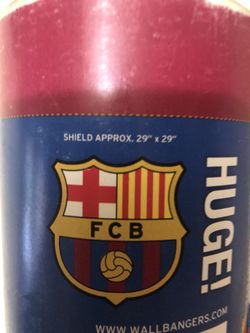 SHIELD APPROX. 29" x 29"
HUGE!
FCB
WWW.WALLBANGERS.COM